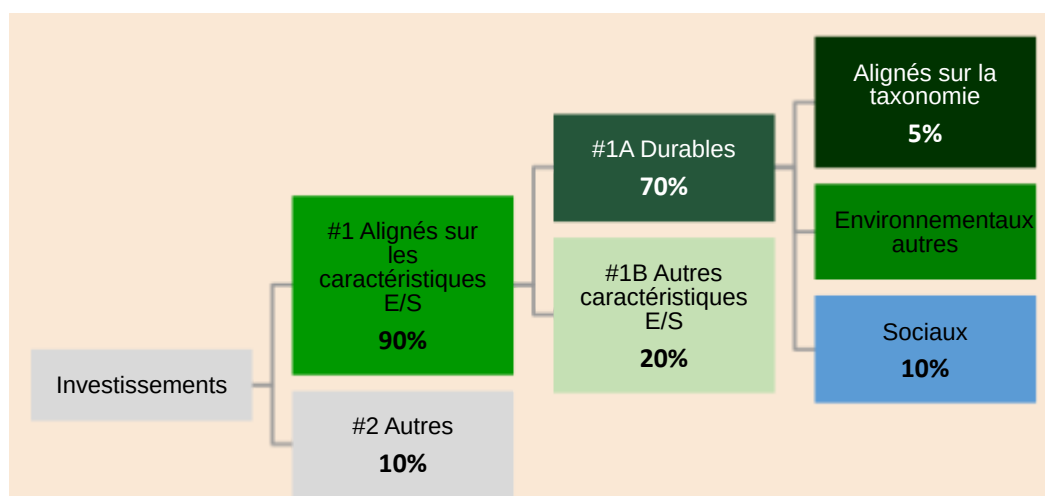 Investissements
#1 Alignés sur
les
caractéristiques
E/S
90%
#2 Autres
10%
#1A Durables
70%
#1B Autres
caractéristiques
E/S
20%
Alignés sur la
taxonomie
5%
Environnementaux
autres
Sociaux
10%